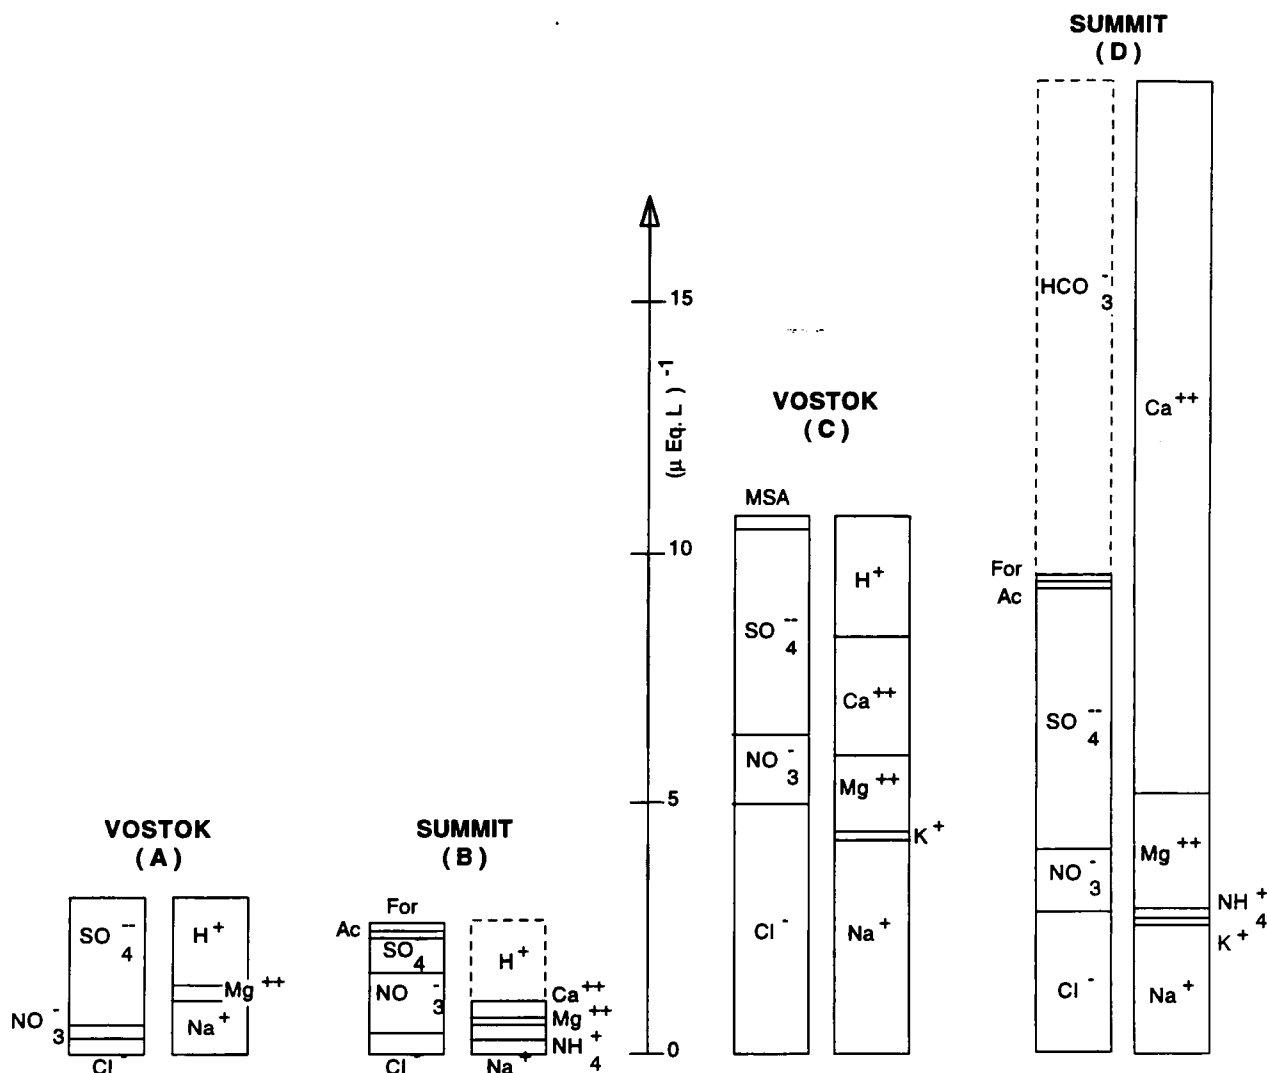 SUMMIT
(D)
HCO3-
Ca++
For
Ac
SO4--
NO3-
Cl-
Mg++
NH4+
K+
Na+
15
10
5
0
(μ Eq. L )-1
VOSTOK
(C)
MSA
SO4--
NO3-
Cl-
H+
Ca++
Mg++
K+
Na+
VOSTOK
(A)
SO4--
NO3-
Cl-
H+
Mg++
Na+
SUMMIT
(B)
For
Ac
SO4
NO3-
Cl-
H+
Ca++
Mg++
NH4+
Na+